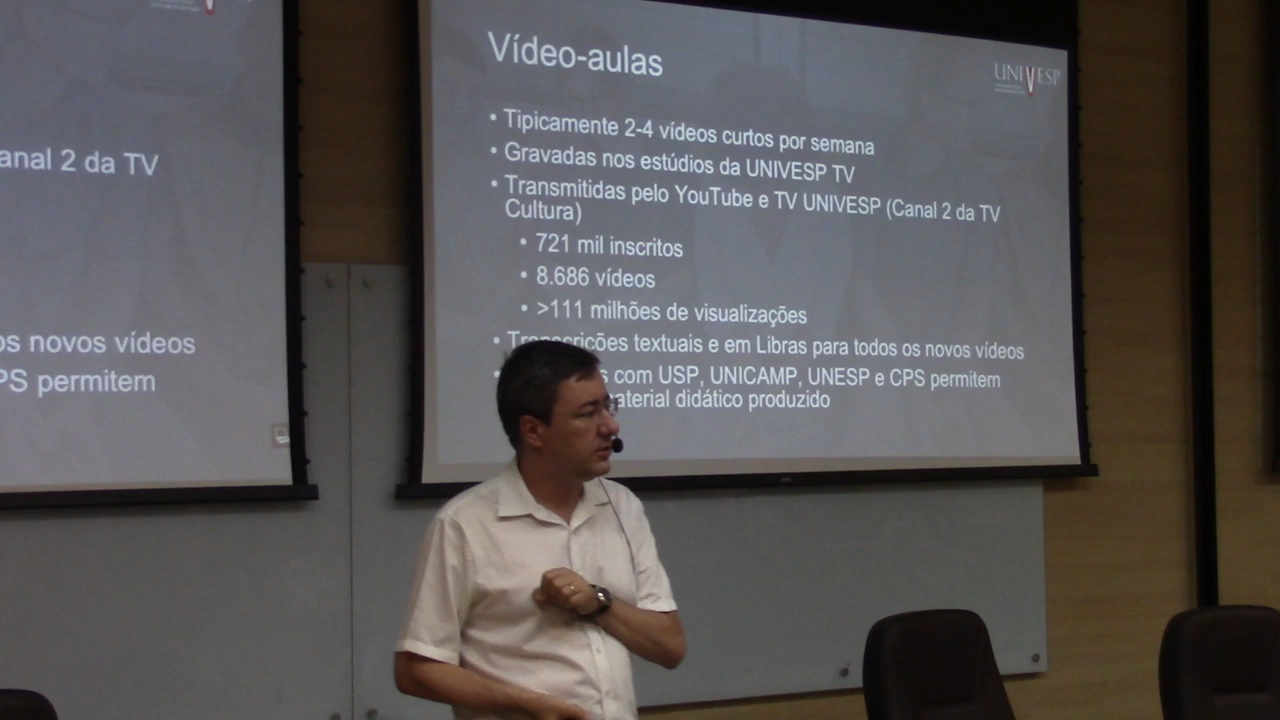 anal 2 da TV
os novos vídeos
PS permitem
Vídeo-aulas
UNIVESP
• Tipicamente 2-4 vídeos curtos por semana
• Gravadas nos estúdios da UNIVESP TV
• Transmitidas pelo YouTube e TV UNIVESP (Canal 2 da TV
Cultura)
• 721 mil inscritos
• 8.686 vídeos
• >111 milhões de visualizações
• Transcrições textuais e em Libras para todos os novos vídeos
• s com USP, UNICAMP, UNESP e CPS permitem
aterial didático produzido